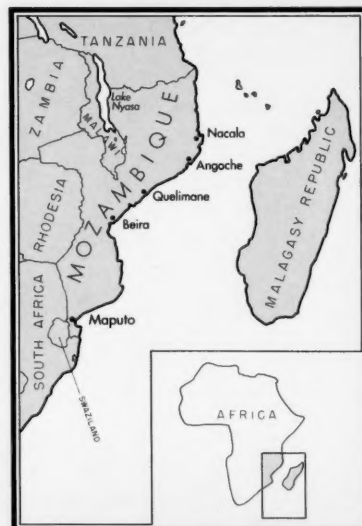 TANZANIA
ZAMBIA
Lake
Nyasa
MALAWI
MOZAMBIQUE
Nacala
Angoche
Quelimane
Beira
RHODESIA
MALAGASY REPUBLIC
SOUTH AFRICA
Maputo
SWAZILAND
AFRICA